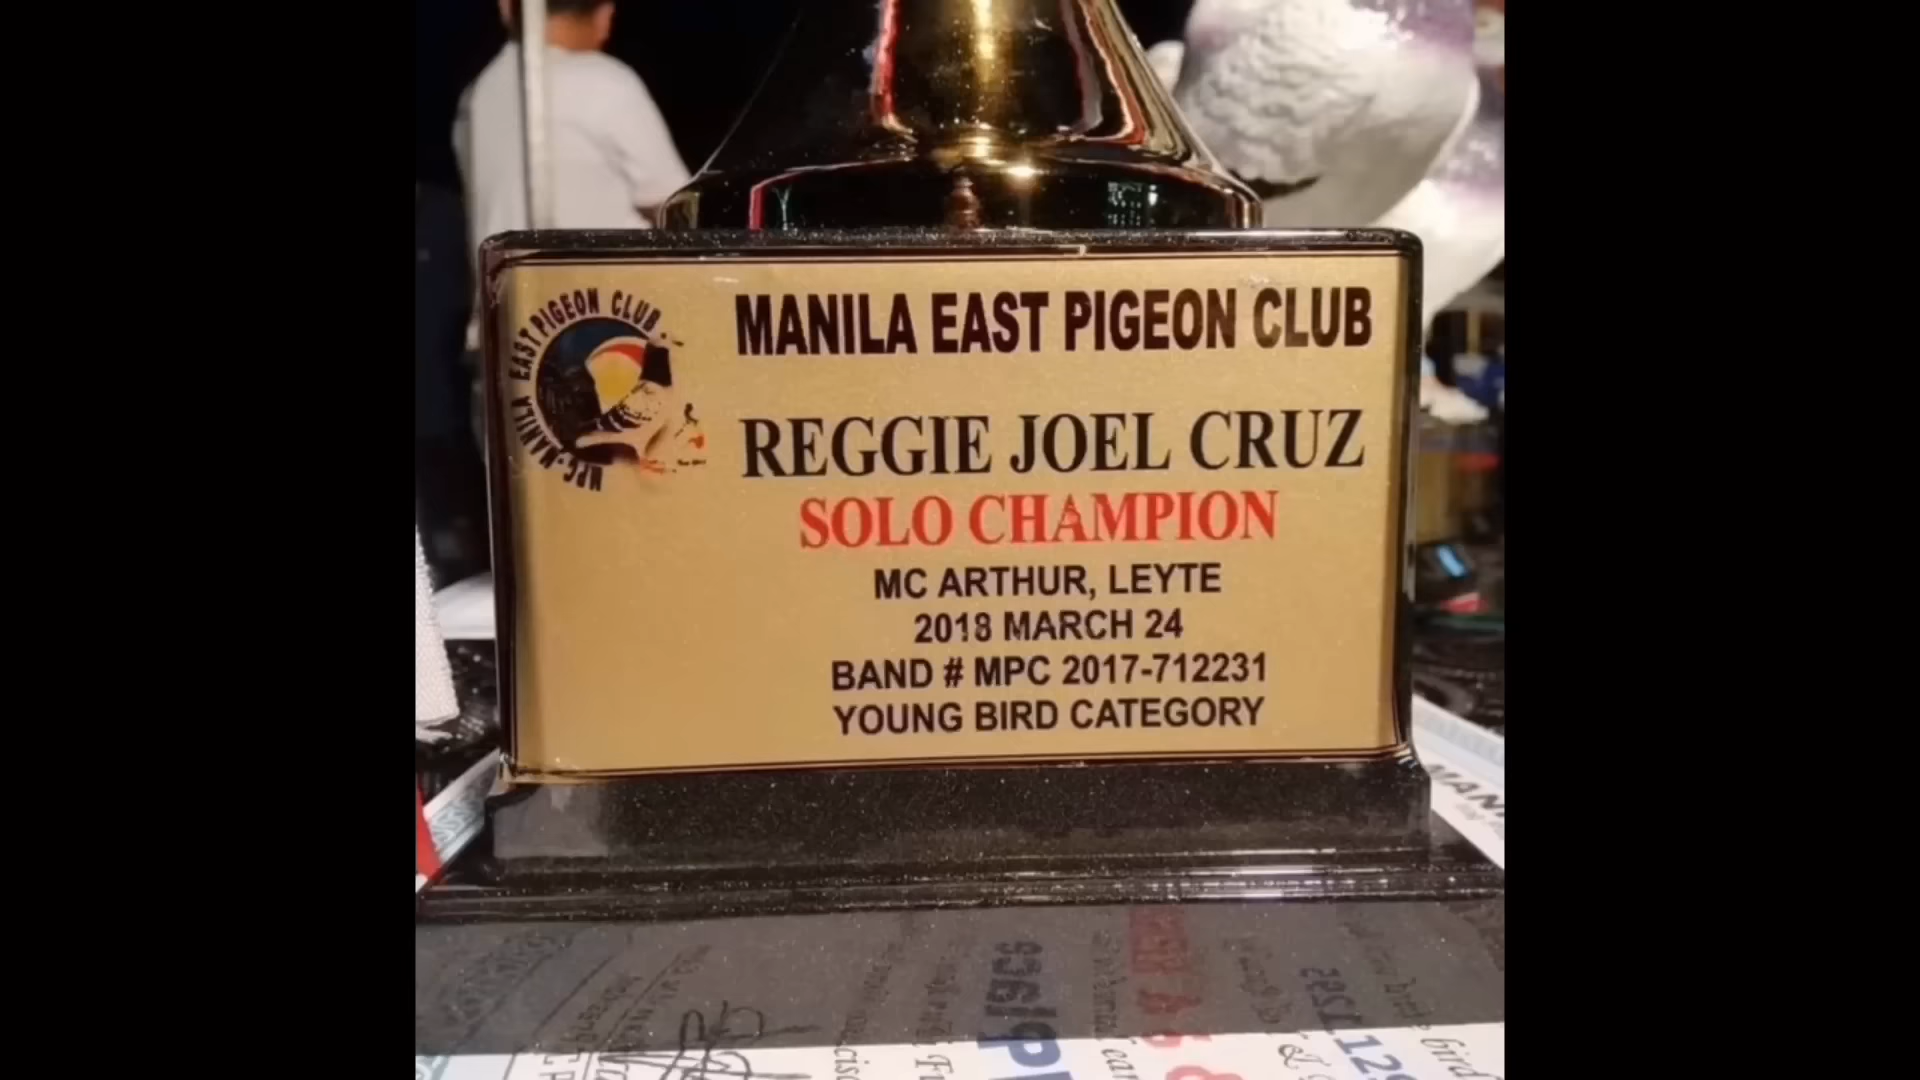 MANILA EAST PIGEON CLUB
MPC-MANILA EAST PIGEON CLUB
REGGIE JOEL CRUZ
SOLO CHAMPION
MC ARTHUR, LEYTE
2018 MARCH 24
BAND # MPC 2017-712231
YOUNG BIRD CATEGORY